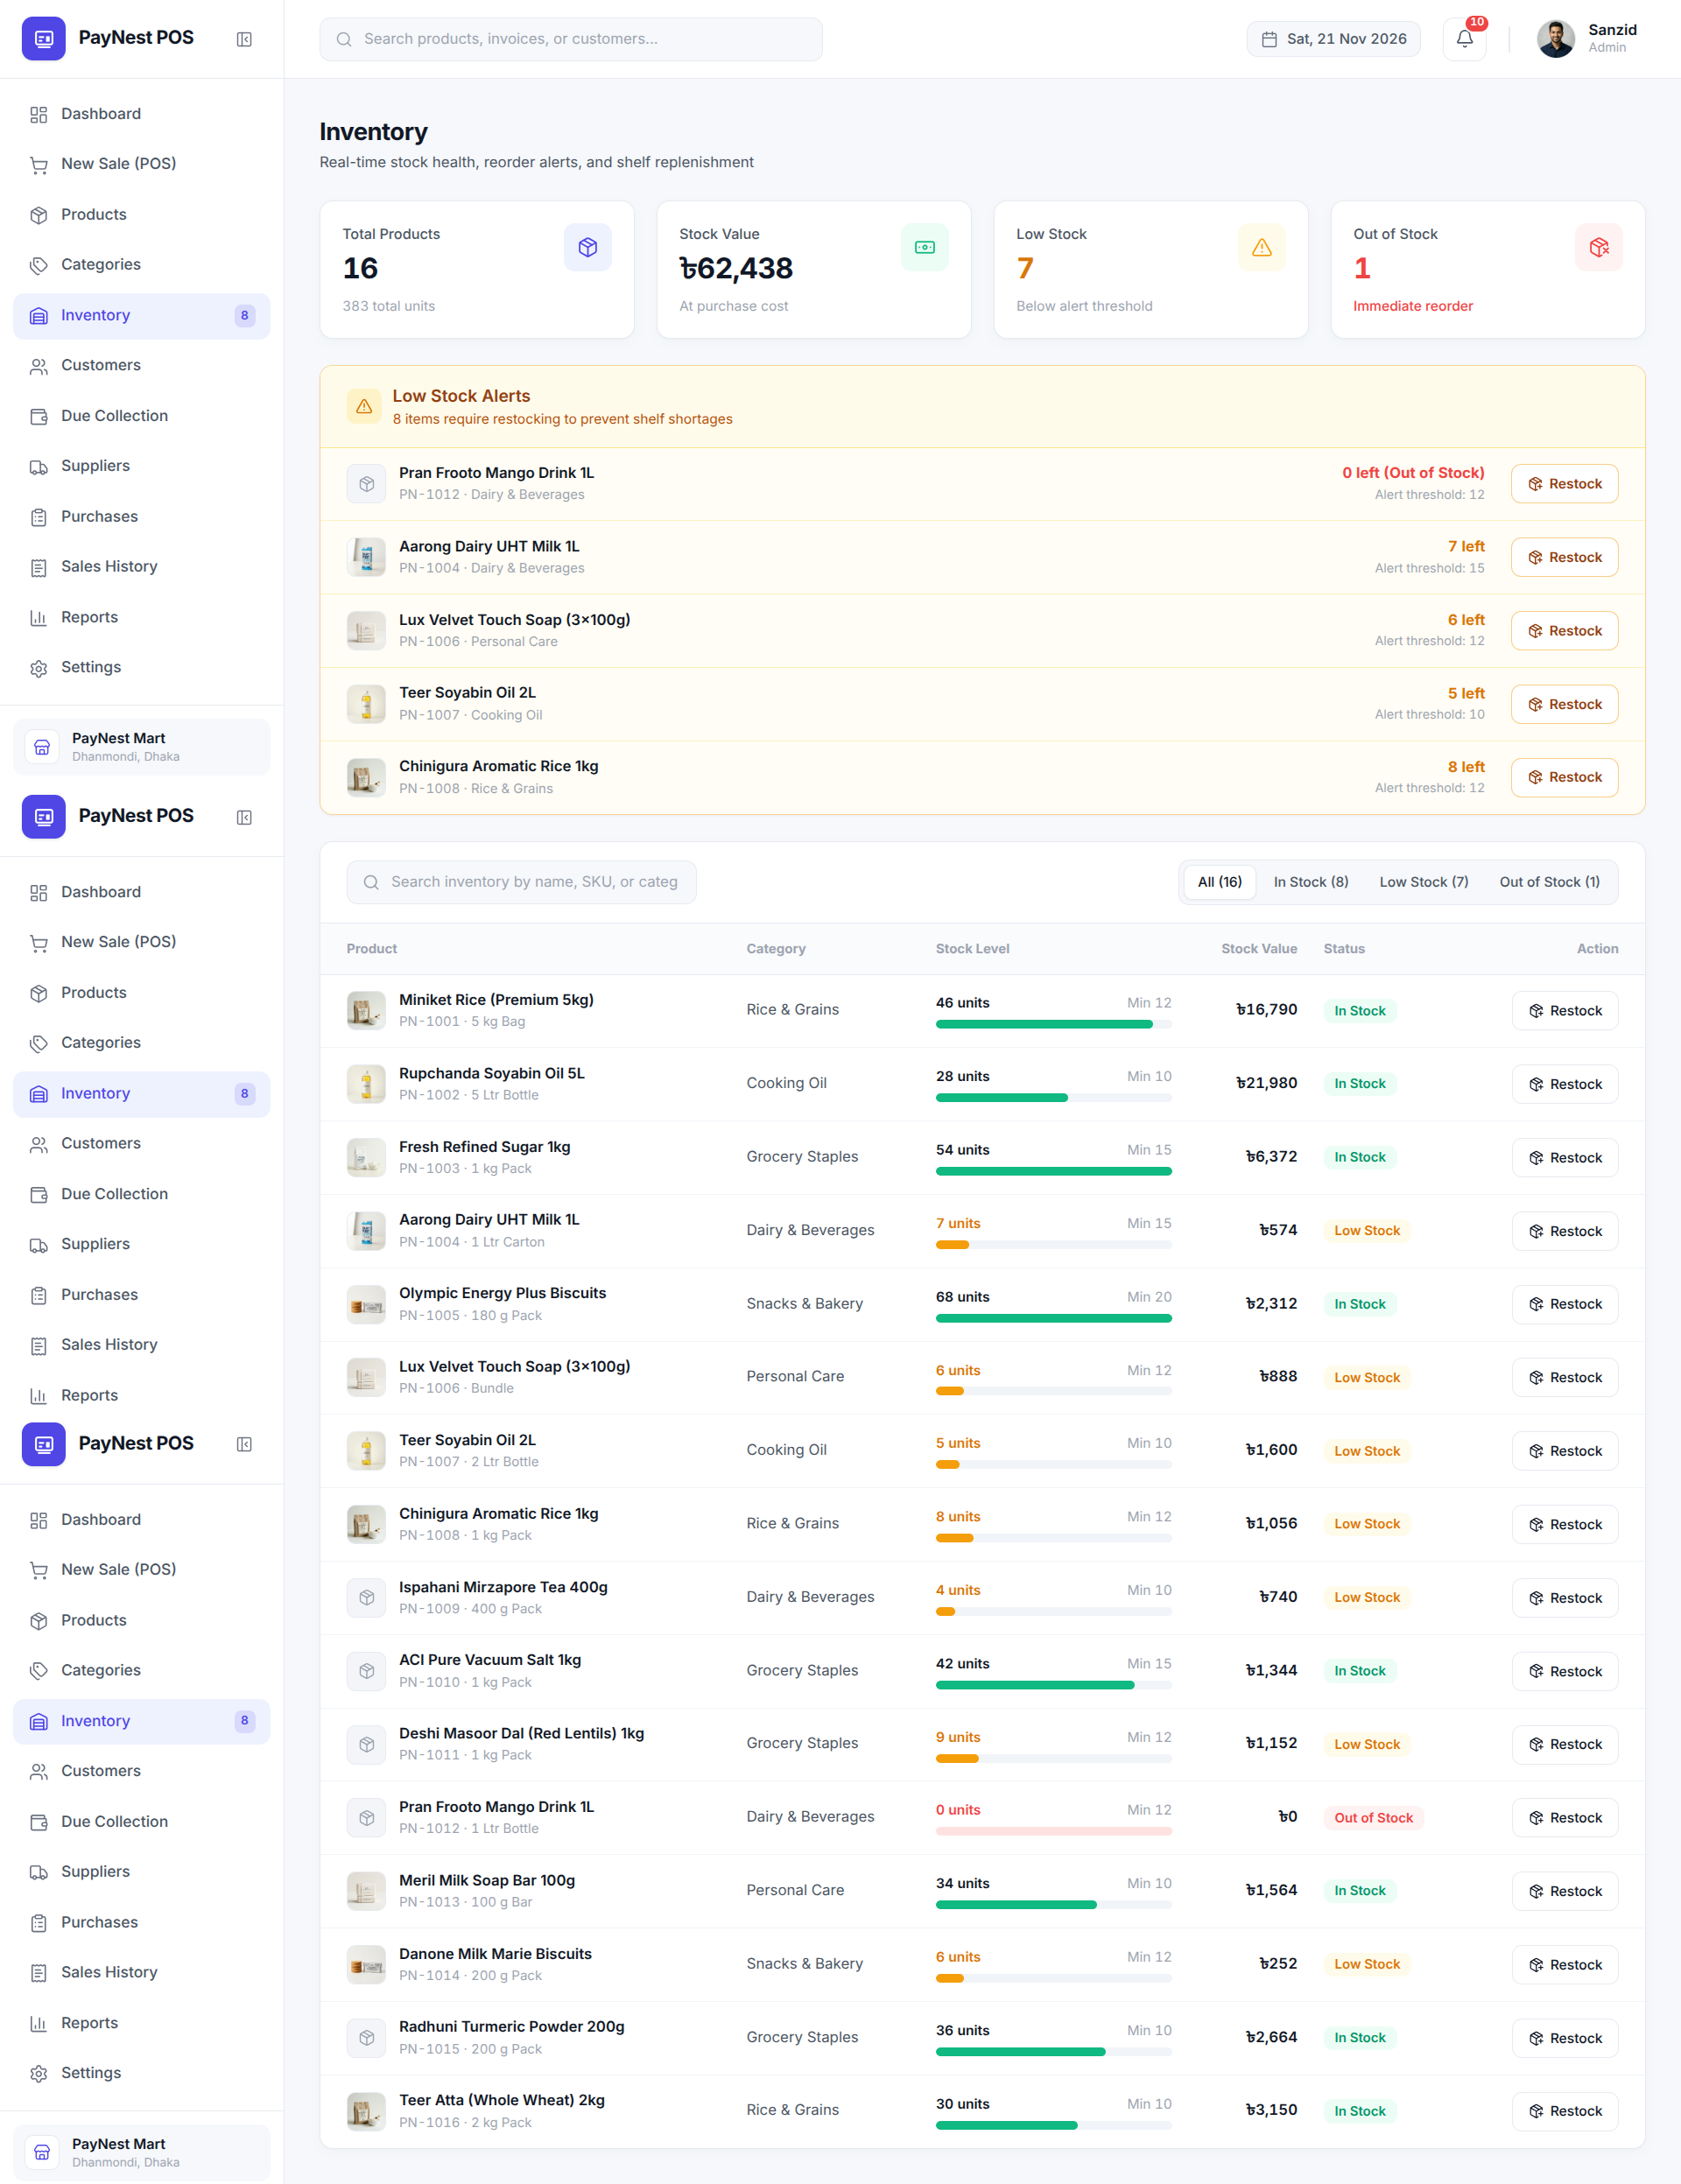 PayNest POS
Search products, invoices, or customers...
Sat, 21 Nov 2026
10
Sanzid
Admin
Dashboard
New Sale (POS)
Products
Categories
Inventory 8
Customers
Due Collection
Suppliers
Purchases
Sales History
Reports
Settings
PayNest Mart
Dhanmondi, Dhaka
PayNest POS
Dashboard
New Sale (POS)
Products
Categories
Inventory 8
Customers
Due Collection
Suppliers
Purchases
Sales History
Reports
PayNest POS
Dashboard
New Sale (POS)
Products
Categories
Inventory 8
Customers
Due Collection
Suppliers
Purchases
Sales History
Reports
Settings
PayNest Mart
Dhanmondi, Dhaka
Inventory
Real-time stock health, reorder alerts, and shelf replenishment
Total Products
16
383 total units
Stock Value
৳62,438
At purchase cost
Low Stock
7
Below alert threshold
Out of Stock
1
Immediate reorder
Low Stock Alerts
8 items require restocking to prevent shelf shortages
Pran Frooto Mango Drink 1L
PN-1012 · Dairy & Beverages
0 left (Out of Stock)
Alert threshold: 12
Restock
Aarong Dairy UHT Milk 1L
PN-1004 · Dairy & Beverages
7 left
Alert threshold: 15
Restock
Lux Velvet Touch Soap (3×100g)
PN-1006 · Personal Care
6 left
Alert threshold: 12
Restock
Teer Soyabin Oil 2L
PN-1007 · Cooking Oil
5 left
Alert threshold: 10
Restock
Chinigura Aromatic Rice 1kg
PN-1008 · Rice & Grains
8 left
Alert threshold: 12
Restock
Search inventory by name, SKU, or categ
All (16) In Stock (8) Low Stock (7) Out of Stock (1)
Product Category Stock Level Stock Value Status Action
Miniket Rice (Premium 5kg)
PN-1001 · 5 kg Bag
Rice & Grains
46 units Min 12
৳16,790
In Stock
Restock
Rupchanda Soyabin Oil 5L
PN-1002 · 5 Ltr Bottle
Cooking Oil
28 units Min 10
৳21,980
In Stock
Restock
Fresh Refined Sugar 1kg
PN-1003 · 1 kg Pack
Grocery Staples
54 units Min 15
৳6,372
In Stock
Restock
Aarong Dairy UHT Milk 1L
PN-1004 · 1 Ltr Carton
Dairy & Beverages
7 units Min 15
৳574
Low Stock
Restock
Olympic Energy Plus Biscuits
PN-1005 · 180 g Pack
Snacks & Bakery
68 units Min 20
৳2,312
In Stock
Restock
Lux Velvet Touch Soap (3×100g)
PN-1006 · Bundle
Personal Care
6 units Min 12
৳888
Low Stock
Restock
Teer Soyabin Oil 2L
PN-1007 · 2 Ltr Bottle
Cooking Oil
5 units Min 10
৳1,600
Low Stock
Restock
Chinigura Aromatic Rice 1kg
PN-1008 · 1 kg Pack
Rice & Grains
8 units Min 12
৳1,056
Low Stock
Restock
Ispahani Mirzapore Tea 400g
PN-1009 · 400 g Pack
Dairy & Beverages
4 units Min 10
৳740
Low Stock
Restock
ACI Pure Vacuum Salt 1kg
PN-1010 · 1 kg Pack
Grocery Staples
42 units Min 15
৳1,344
In Stock
Restock
Deshi Masoor Dal (Red Lentils) 1kg
PN-1011 · 1 kg Pack
Grocery Staples
9 units Min 12
৳1,152
Low Stock
Restock
Pran Frooto Mango Drink 1L
PN-1012 · 1 Ltr Bottle
Dairy & Beverages
0 units Min 12
৳0
Out of Stock
Restock
Meril Milk Soap Bar 100g
PN-1013 · 100 g Bar
Personal Care
34 units Min 10
৳1,564
In Stock
Restock
Danone Milk Marie Biscuits
PN-1014 · 200 g Pack
Snacks & Bakery
6 units Min 12
৳252
Low Stock
Restock
Radhuni Turmeric Powder 200g
PN-1015 · 200 g Pack
Grocery Staples
36 units Min 10
৳2,664
In Stock
Restock
Teer Atta (Whole Wheat) 2kg
PN-1016 · 2 kg Pack
Rice & Grains
30 units Min 10
৳3,150
In Stock
Restock